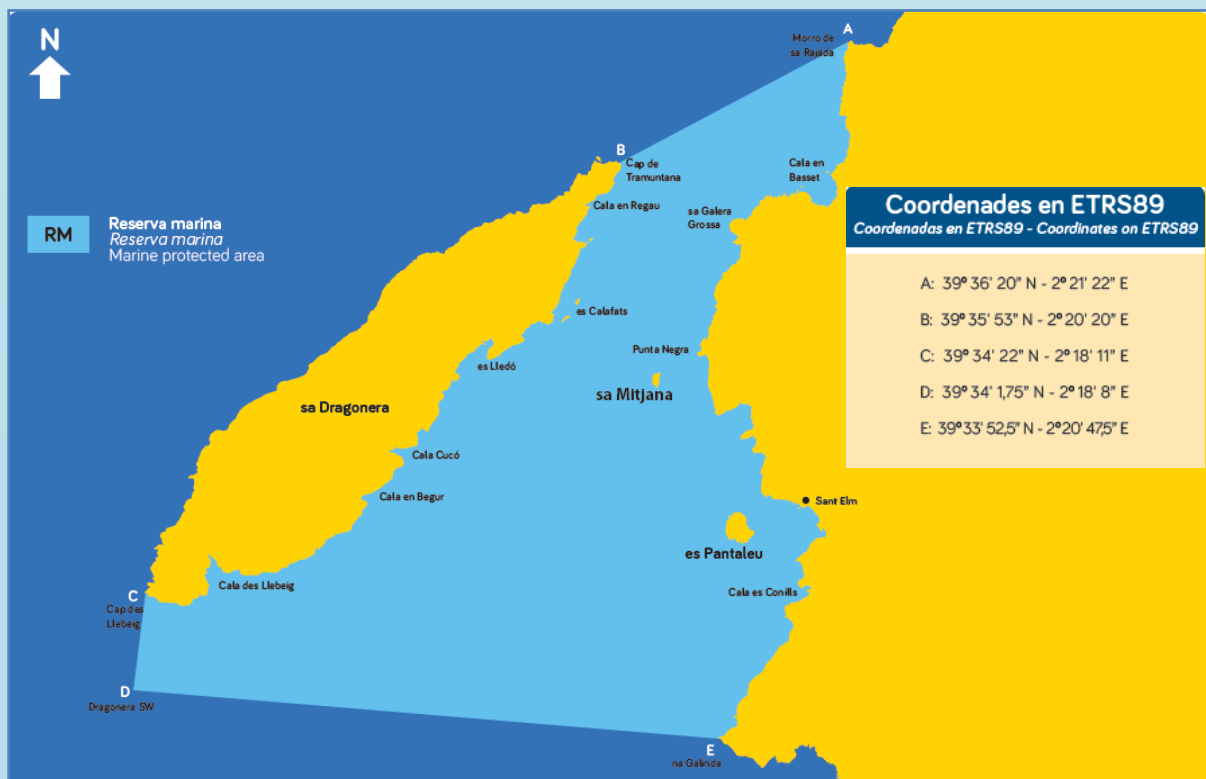 N
A
Morro de
sa Rajada
B
Cap de
Tramuntana
Cala en
Basset
Cala en Regau
sa Galera
Grossa
RM
Reserva marina
Reserva marina
Marine protected area
Coordenades en ETRS89
Coordenadas en ETRS89 - Coordinates on ETRS89
A: 39º 36' 20" N - 2º 21' 22" E
B: 39º 35' 53" N - 2º 20' 20" E
C: 39º 34' 22" N - 2º 18' 11" E
D: 39º 34' 1,75" N - 2º 18' 8" E
E: 39º 33' 52,5" N - 2º 20' 47,5" E
es Calafats
Punta Negra
es Lledó
sa Mitjana
sa Dragonera
Cala Cucó
Cala en Begur
Sant Elm
es Pantaleu
Cala des Llebeig
Cala es Conills
C
Cap des
Llebeig
D
Dragonera SW
E
na Galinda